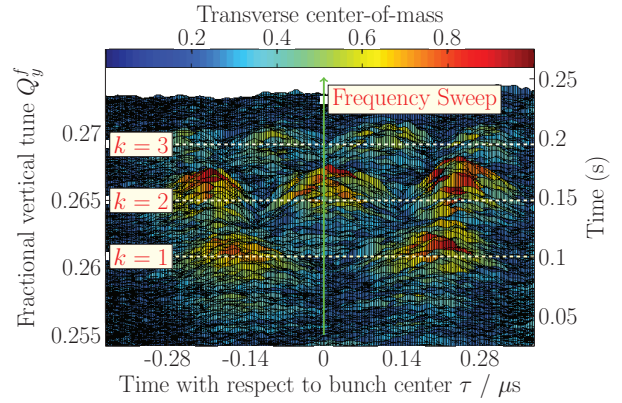 Transverse center-of-mass
0.2 0.4 0.6 0.8
Fractional vertical tune Q_y^f
0.27
0.265
0.26
0.255
Frequency Sweep
k = 3
k = 2
k = 1
0.25
0.2
0.15
0.1
0.05
Time (s)
-0.28 -0.14 0 0.14 0.28
Time with respect to bunch center τ / μs